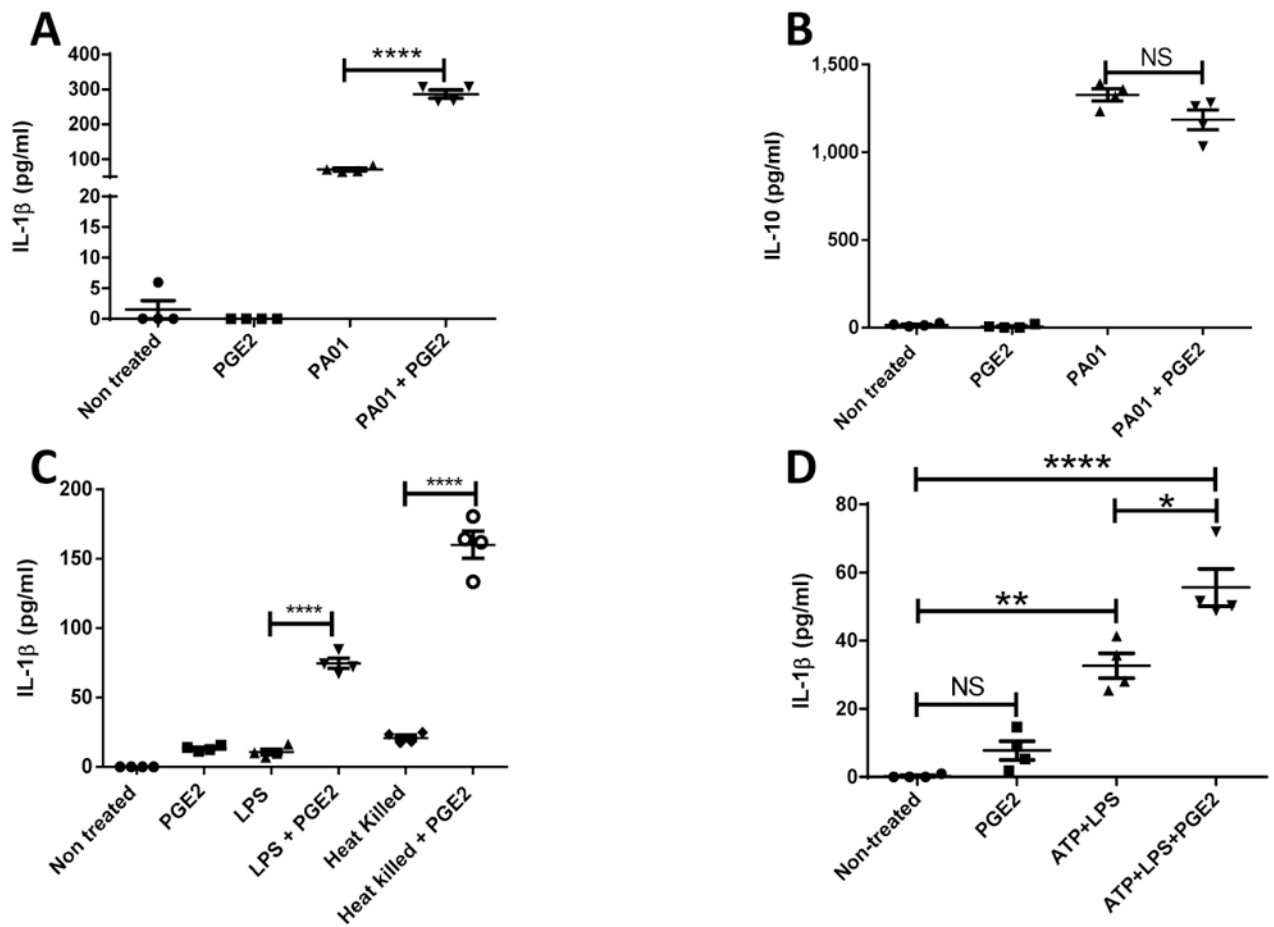 A
IL-1β (pg/ml)
400
300
200
100
20
15
10
5
0
****
Non treated
PGE2
PA01
PA01 + PGE2
B
IL-10 (pg/ml)
1,500
1,000
500
0
NS
Non treated
PGE2
PA01
PA01 + PGE2
C
IL-1β (pg/ml)
200
150
100
50
0
****
****
Non treated
PGE2
LPS
LPS + PGE2
Heat Killed
Heat killed + PGE2
D
IL-1β (pg/ml)
80
60
40
20
0
****
*
**
NS
Non-treated
PGE2
ATP+LPS
ATP+LPS+PGE2